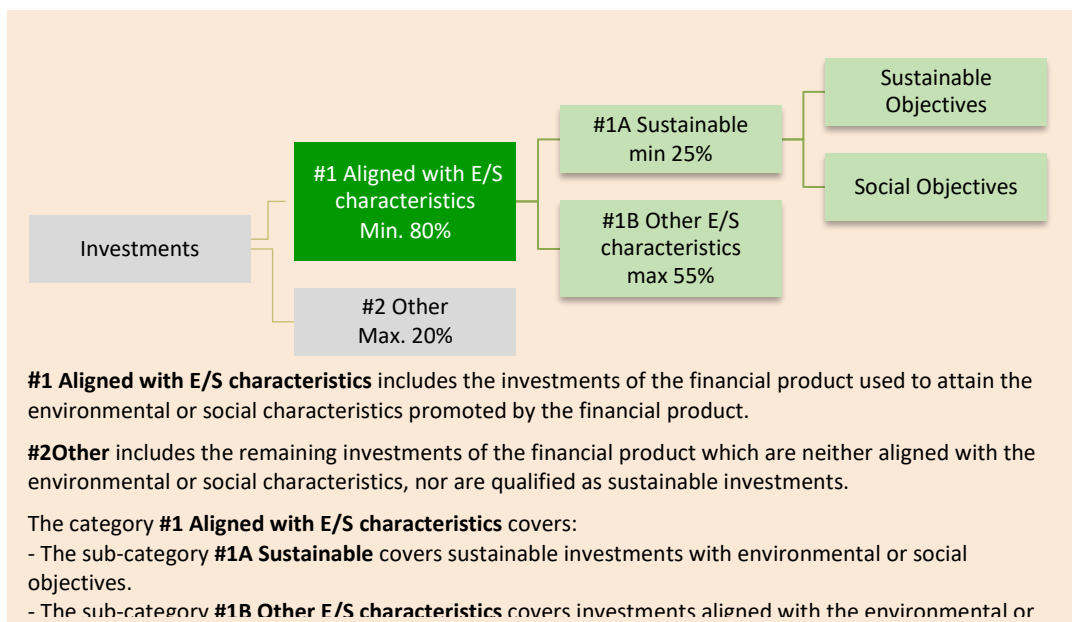 Sustainable
Objectives
#1A Sustainable
min 25%
#1 Aligned with E/S
characteristics
Min. 80%
Social Objectives
#1B Other E/S
characteristics
max 55%
Investments
#2 Other
Max. 20%
#1 Aligned with E/S characteristics includes the investments of the financial product used to attain the
environmental or social characteristics promoted by the financial product.
#2Other includes the remaining investments of the financial product which are neither aligned with the
environmental or social characteristics, nor are qualified as sustainable investments.
The category #1 Aligned with E/S characteristics covers:
- The sub-category #1A Sustainable covers sustainable investments with environmental or social
objectives.
- The sub-category #1B Other E/S characteristics covers investments aligned with the environmental or